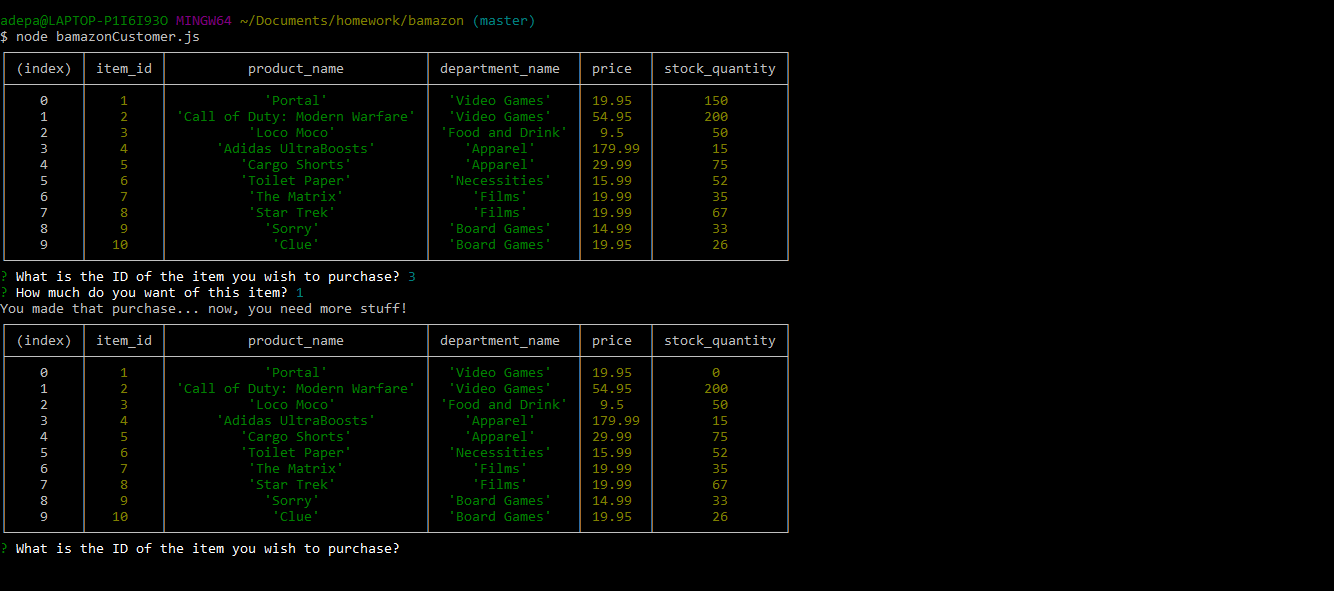 adepa@LAPTOP-P1I6I93O MINGW64 ~/Documents/homework/bamazon (master)
$ node bamazonCustomer.js
(index) item_id product_name department_name price stock_quantity
0 1 'Portal' 'Video Games' 19.95 150
1 2 'Call of Duty: Modern Warfare' 'Video Games' 54.95 200
2 3 'Loco Moco' 'Food and Drink' 9.5 50
3 4 'Adidas UltraBoosts' 'Apparel' 179.99 15
4 5 'Cargo Shorts' 'Apparel' 29.99 75
5 6 'Toilet Paper' 'Necessities' 15.99 52
6 7 'The Matrix' 'Films' 19.99 35
7 8 'Star Trek' 'Films' 19.99 67
8 9 'Sorry' 'Board Games' 14.99 33
9 10 'Clue' 'Board Games' 19.95 26
? What is the ID of the item you wish to purchase? 3
? How much do you want of this item? 1
You made that purchase... now, you need more stuff!
(index) item_id product_name department_name price stock_quantity
0 1 'Portal' 'Video Games' 19.95 0
1 2 'Call of Duty: Modern Warfare' 'Video Games' 54.95 200
2 3 'Loco Moco' 'Food and Drink' 9.5 50
3 4 'Adidas UltraBoosts' 'Apparel' 179.99 15
4 5 'Cargo Shorts' 'Apparel' 29.99 75
5 6 'Toilet Paper' 'Necessities' 15.99 52
6 7 'The Matrix' 'Films' 19.99 35
7 8 'Star Trek' 'Films' 19.99 67
8 9 'Sorry' 'Board Games' 14.99 33
9 10 'Clue' 'Board Games' 19.95 26
? What is the ID of the item you wish to purchase?